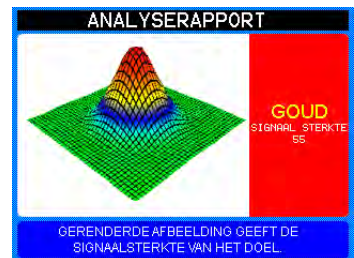 ANALYSERAPPORT
GOUD
SIGNAAL STERKTE
55
GERENDERDE AFBEELDING GEEFT DE
SIGNAALSTERKTE VAN HET DOEL.